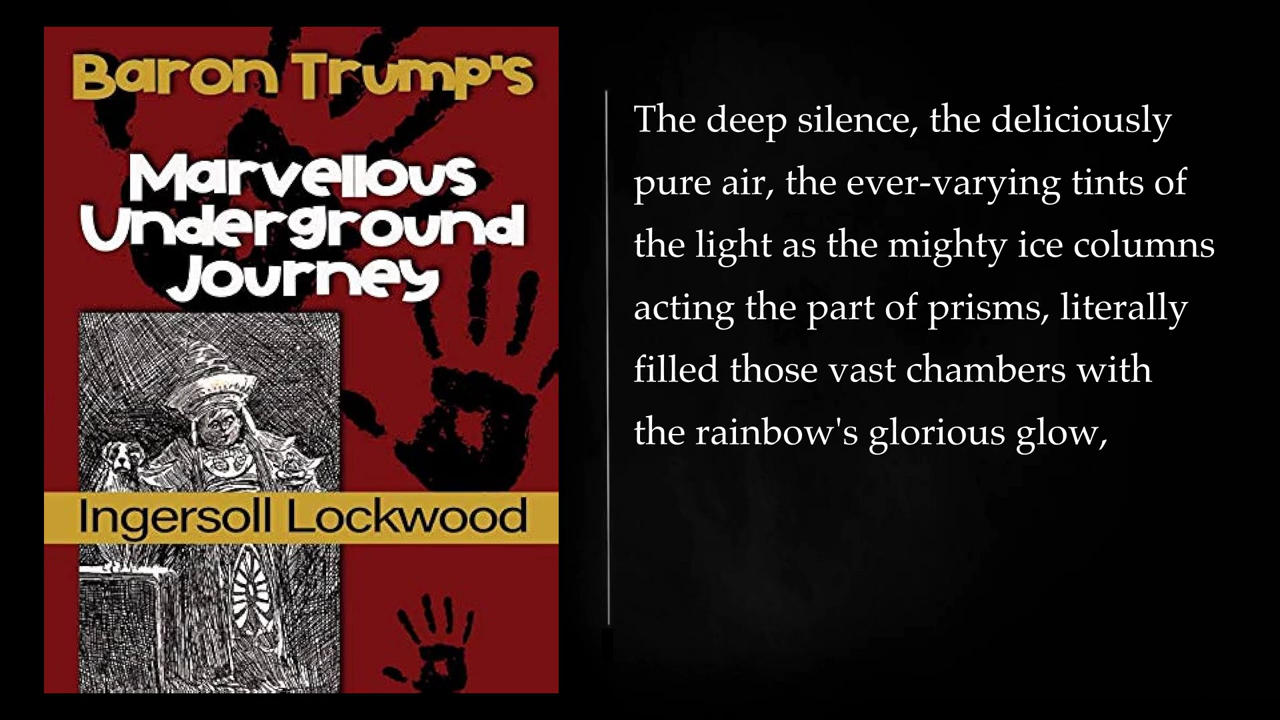 Baron Trump's
Marvellous
Underground
Journey
Ingersoll Lockwood
The deep silence, the deliciously
pure air, the ever-varying tints of
the light as the mighty ice columns
acting the part of prisms, literally
filled those vast chambers with
the rainbow's glorious glow,